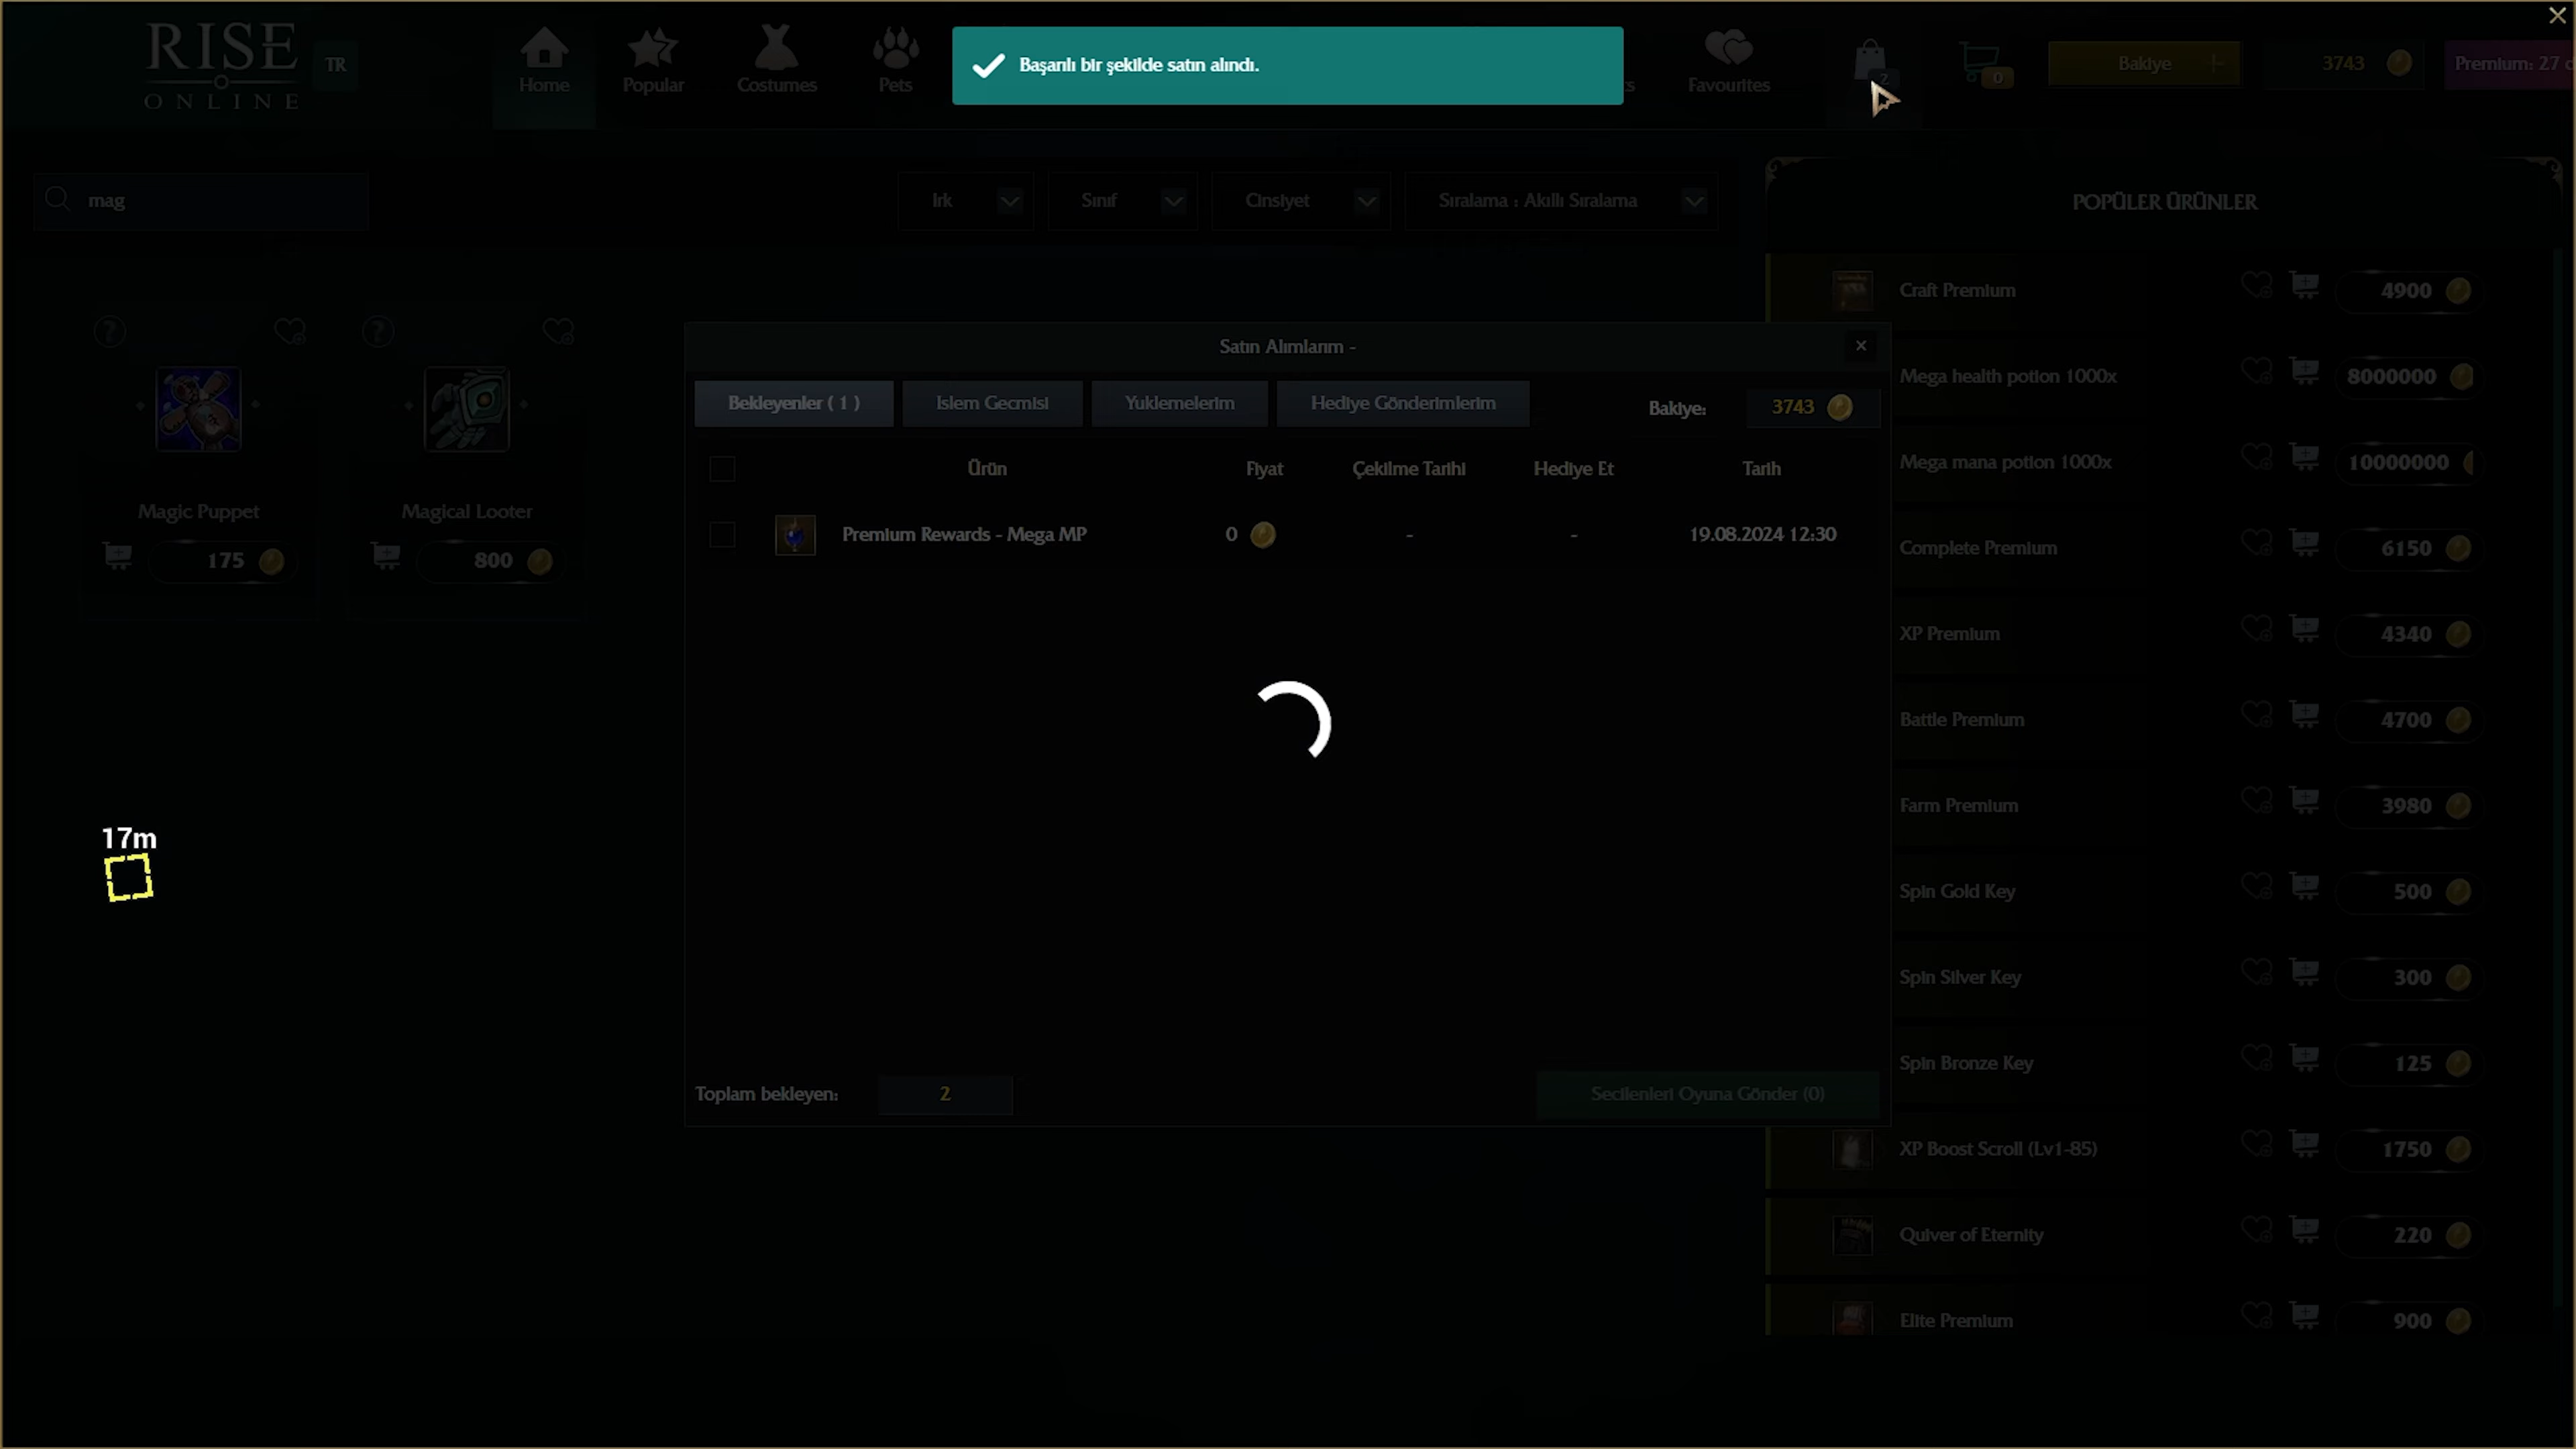 RISE
ONLINE
TR
Home
Popular
Costumes
Pets
Başarılı bir şekilde satın alındı.
Favourites
2
0
Bakiye
3743
Premium: 27
mag
Irk
Sınıf
Cinsiyet
Sıralama : Akıllı Sıralama
POPÜLER ÜRÜNLER
Magic Puppet
175
Magical Looter
800
Satın Alımlarım -
Bekleyenler ( 1 )
Islem Gecmisi
Yuklemelerim
Hediye Gönderimlerim
Bakiye:
3743
Ürün
Fiyat
Çekilme Tarihi
Hediye Et
Tarih
Premium Rewards - Mega MP
0
-
-
19.08.2024 12:30
Toplam bekleyen:
2
Secilenleri Oyuna Gönder (0)
17m
Craft Premium
4900
Mega health potion 1000x
8000000
Mega mana potion 1000x
10000000
Complete Premium
6150
XP Premium
4340
Battle Premium
4700
Farm Premium
3980
Spin Gold Key
500
Spin Silver Key
300
Spin Bronze Key
125
XP Boost Scroll (Lv1-85)
1750
Quiver of Eternity
220
Elite Premium
900